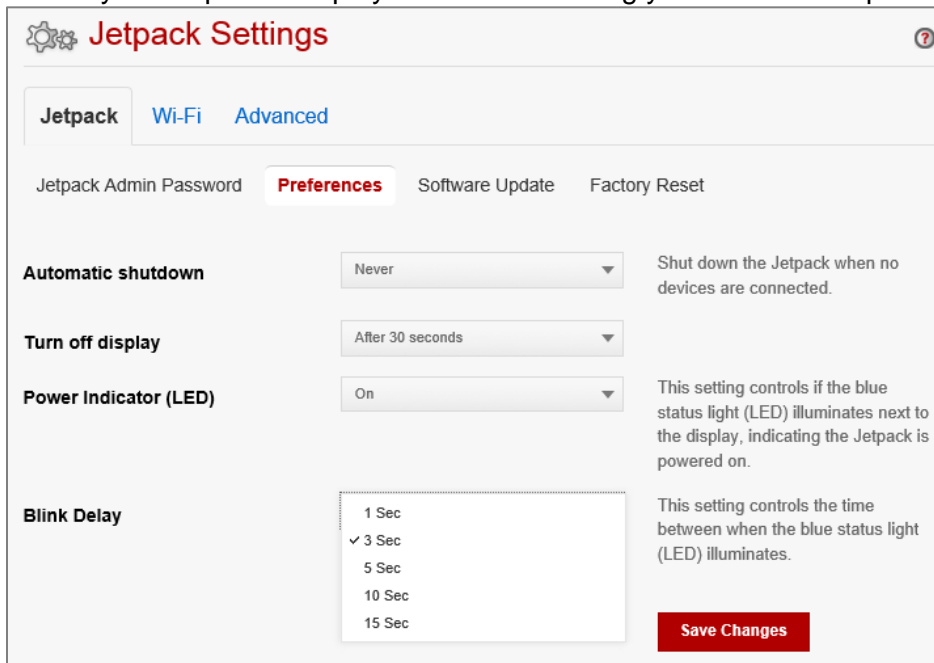 Jetpack Settings
?
Jetpack Wi-Fi Advanced
Jetpack Admin Password Preferences Software Update Factory Reset
Automatic shutdown
Never
Shut down the Jetpack when no
devices are connected.
Turn off display
After 30 seconds
Power Indicator (LED)
On
This setting controls if the blue
status light (LED) illuminates next to
the display, indicating the Jetpack is
powered on.
Blink Delay
1 Sec
✓ 3 Sec
5 Sec
10 Sec
15 Sec
This setting controls the time
between when the blue status light
(LED) illuminates.
Save Changes